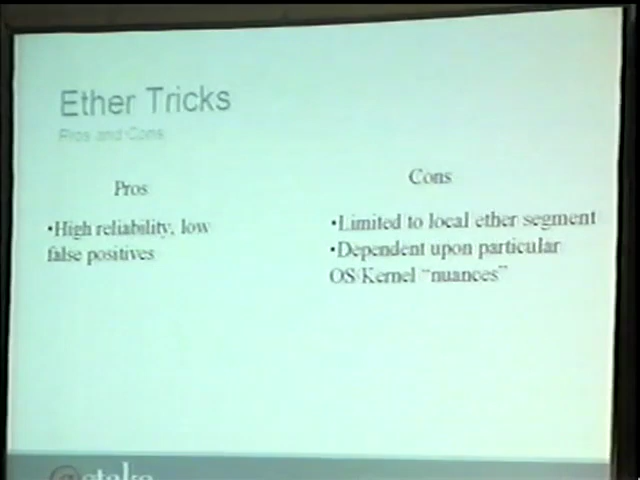 Ether Tricks
Pros and Cons
Pros
•High reliability, low
false positives
Cons
•Limited to local ether segment
•Dependent upon particular
OS/Kernel “nuances”
@stake